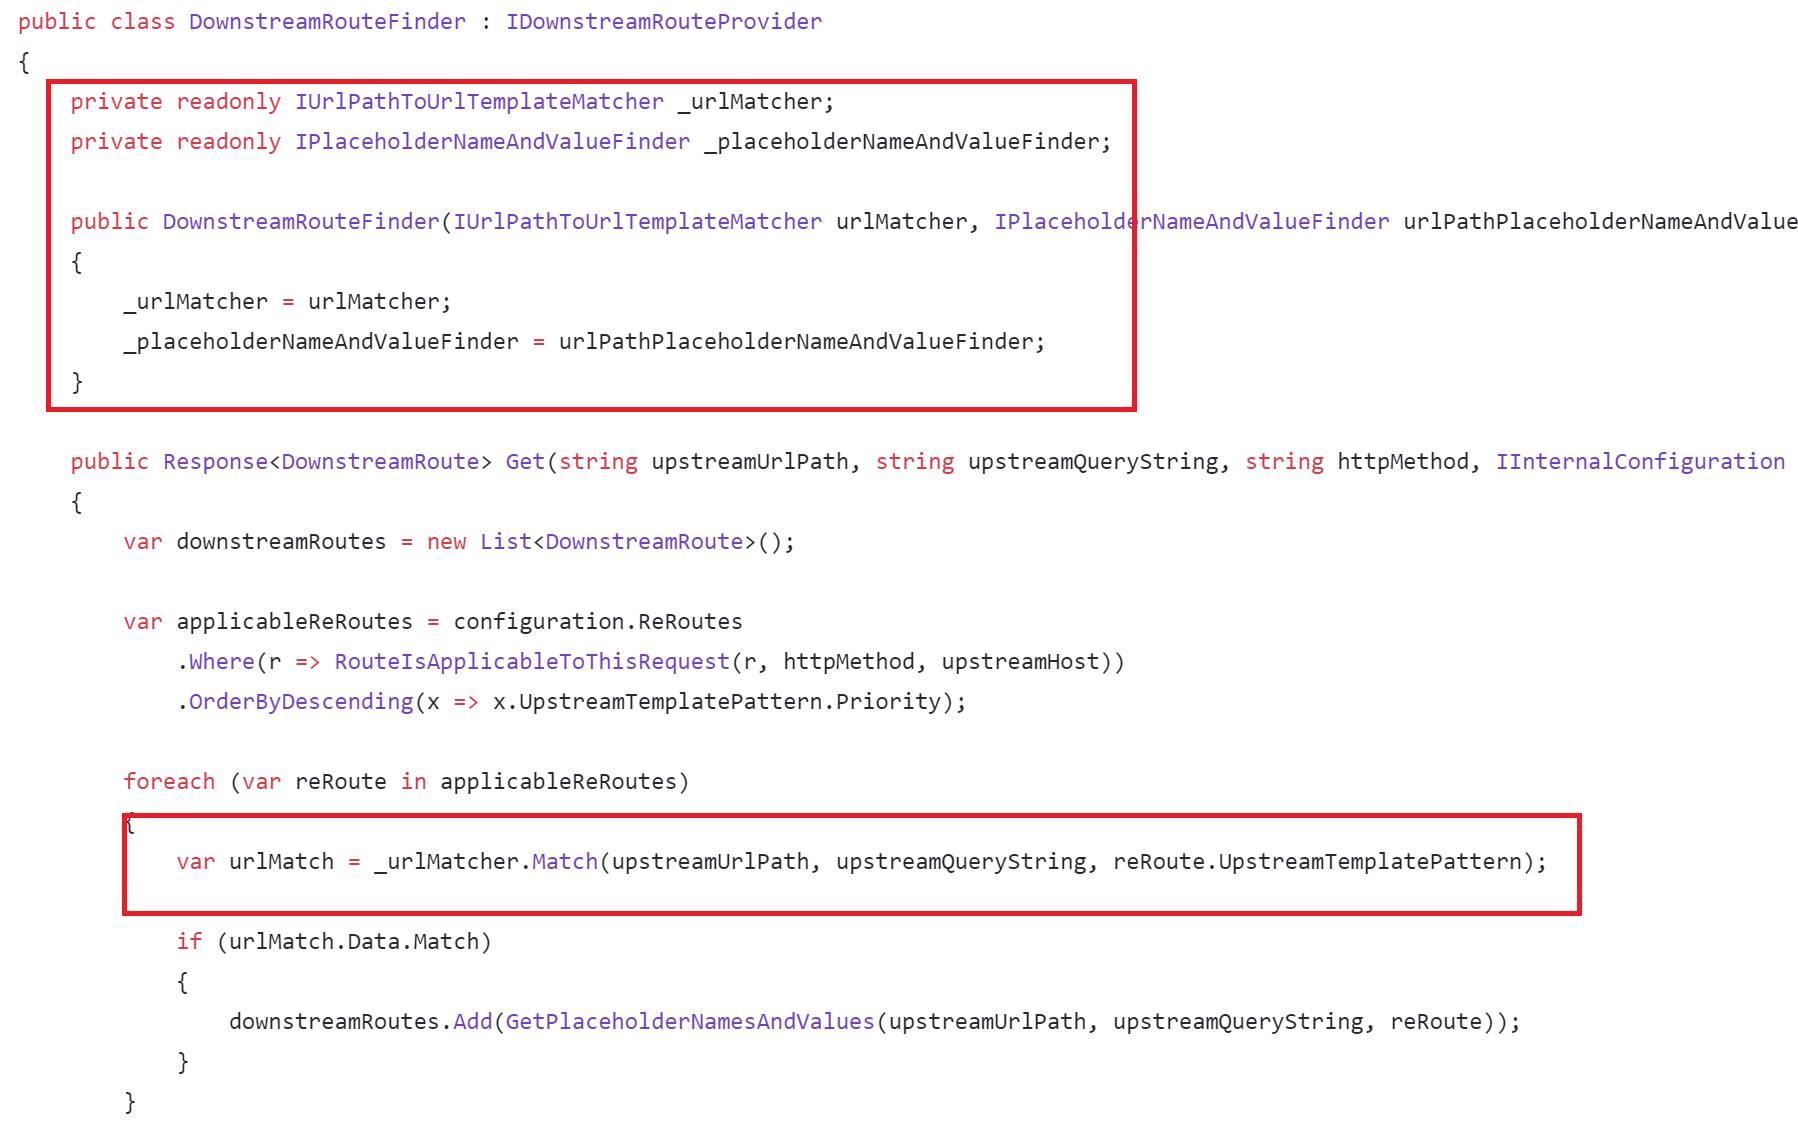 public class DownstreamRouteFinder : IDownstreamRouteProvider
{
    private readonly IUrlPathToUrlTemplateMatcher _urlMatcher;
    private readonly IPlaceholderNameAndValueFinder _placeholderNameAndValueFinder;
    public DownstreamRouteFinder(IUrlPathToUrlTemplateMatcher urlMatcher, IPlaceholderNameAndValueFinder urlPathPlaceholderNameAndValue
    {
        _urlMatcher = urlMatcher;
        _placeholderNameAndValueFinder = urlPathPlaceholderNameAndValueFinder;
    }
    public Response<DownstreamRoute> Get(string upstreamUrlPath, string upstreamQueryString, string httpMethod, IInternalConfiguration
    {
        var downstreamRoutes = new List<DownstreamRoute>();
        var applicableReRoutes = configuration.ReRoutes
            .Where(r => RouteIsApplicableToThisRequest(r, httpMethod, upstreamHost))
            .OrderByDescending(x => x.UpstreamTemplatePattern.Priority);
        foreach (var reRoute in applicableReRoutes)
        {
            var urlMatch = _urlMatcher.Match(upstreamUrlPath, upstreamQueryString, reRoute.UpstreamTemplatePattern);
            if (urlMatch.Data.Match)
            {
                downstreamRoutes.Add(GetPlaceholderNamesAndValues(upstreamUrlPath, upstreamQueryString, reRoute));
            }
        }